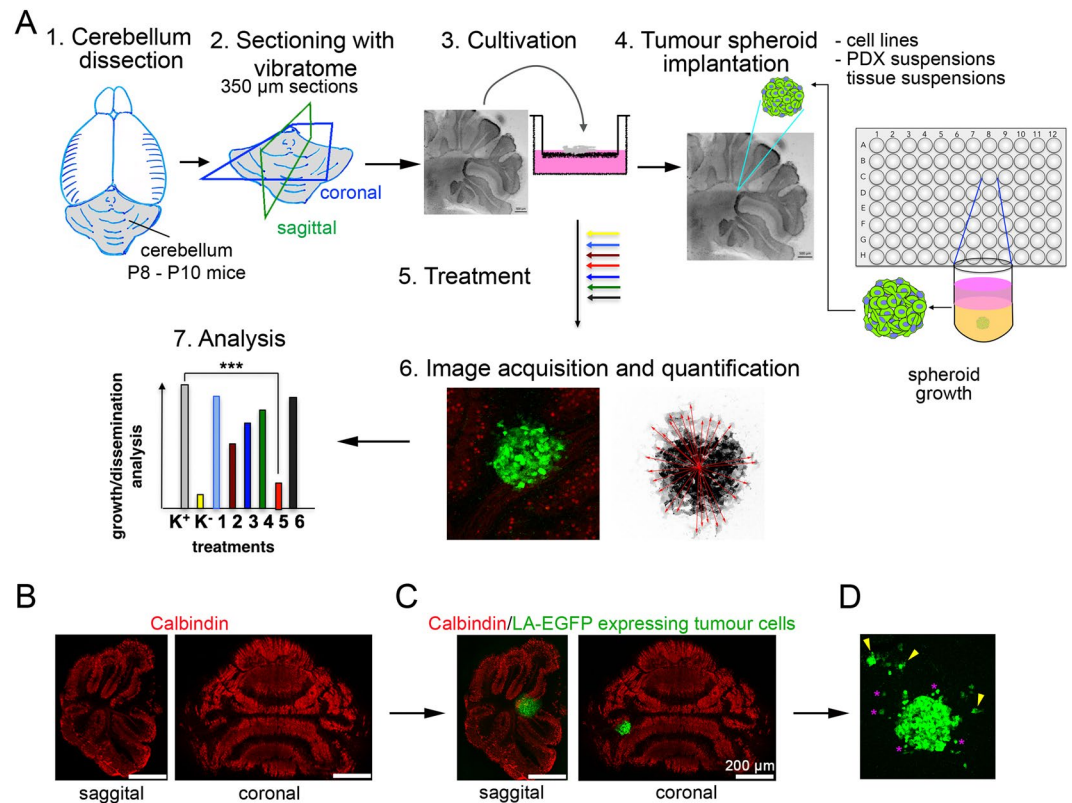 A
1. Cerebellum
dissection
2. Sectioning with
vibratome
350 µm sections
coronal
sagittal
cerebellum
P8 - P10 mice
3. Cultivation
4. Tumour spheroid
implantation
- cell lines
- PDX suspensions
tissue suspensions
1 2 3 4 5 6 7 8 9 10 11 12
A
B
C
D
E
F
G
H
spheroid
growth
5. Treatment
6. Image acquisition and quantification
7. Analysis
***
growth/dissemination
analysis
K+ K- 1 2 3 4 5 6
treatments
B
Calbindin
saggital
coronal
C
Calbindin/LA-EGFP expressing tumour cells
200 µm
saggital
coronal
D
* * * * *